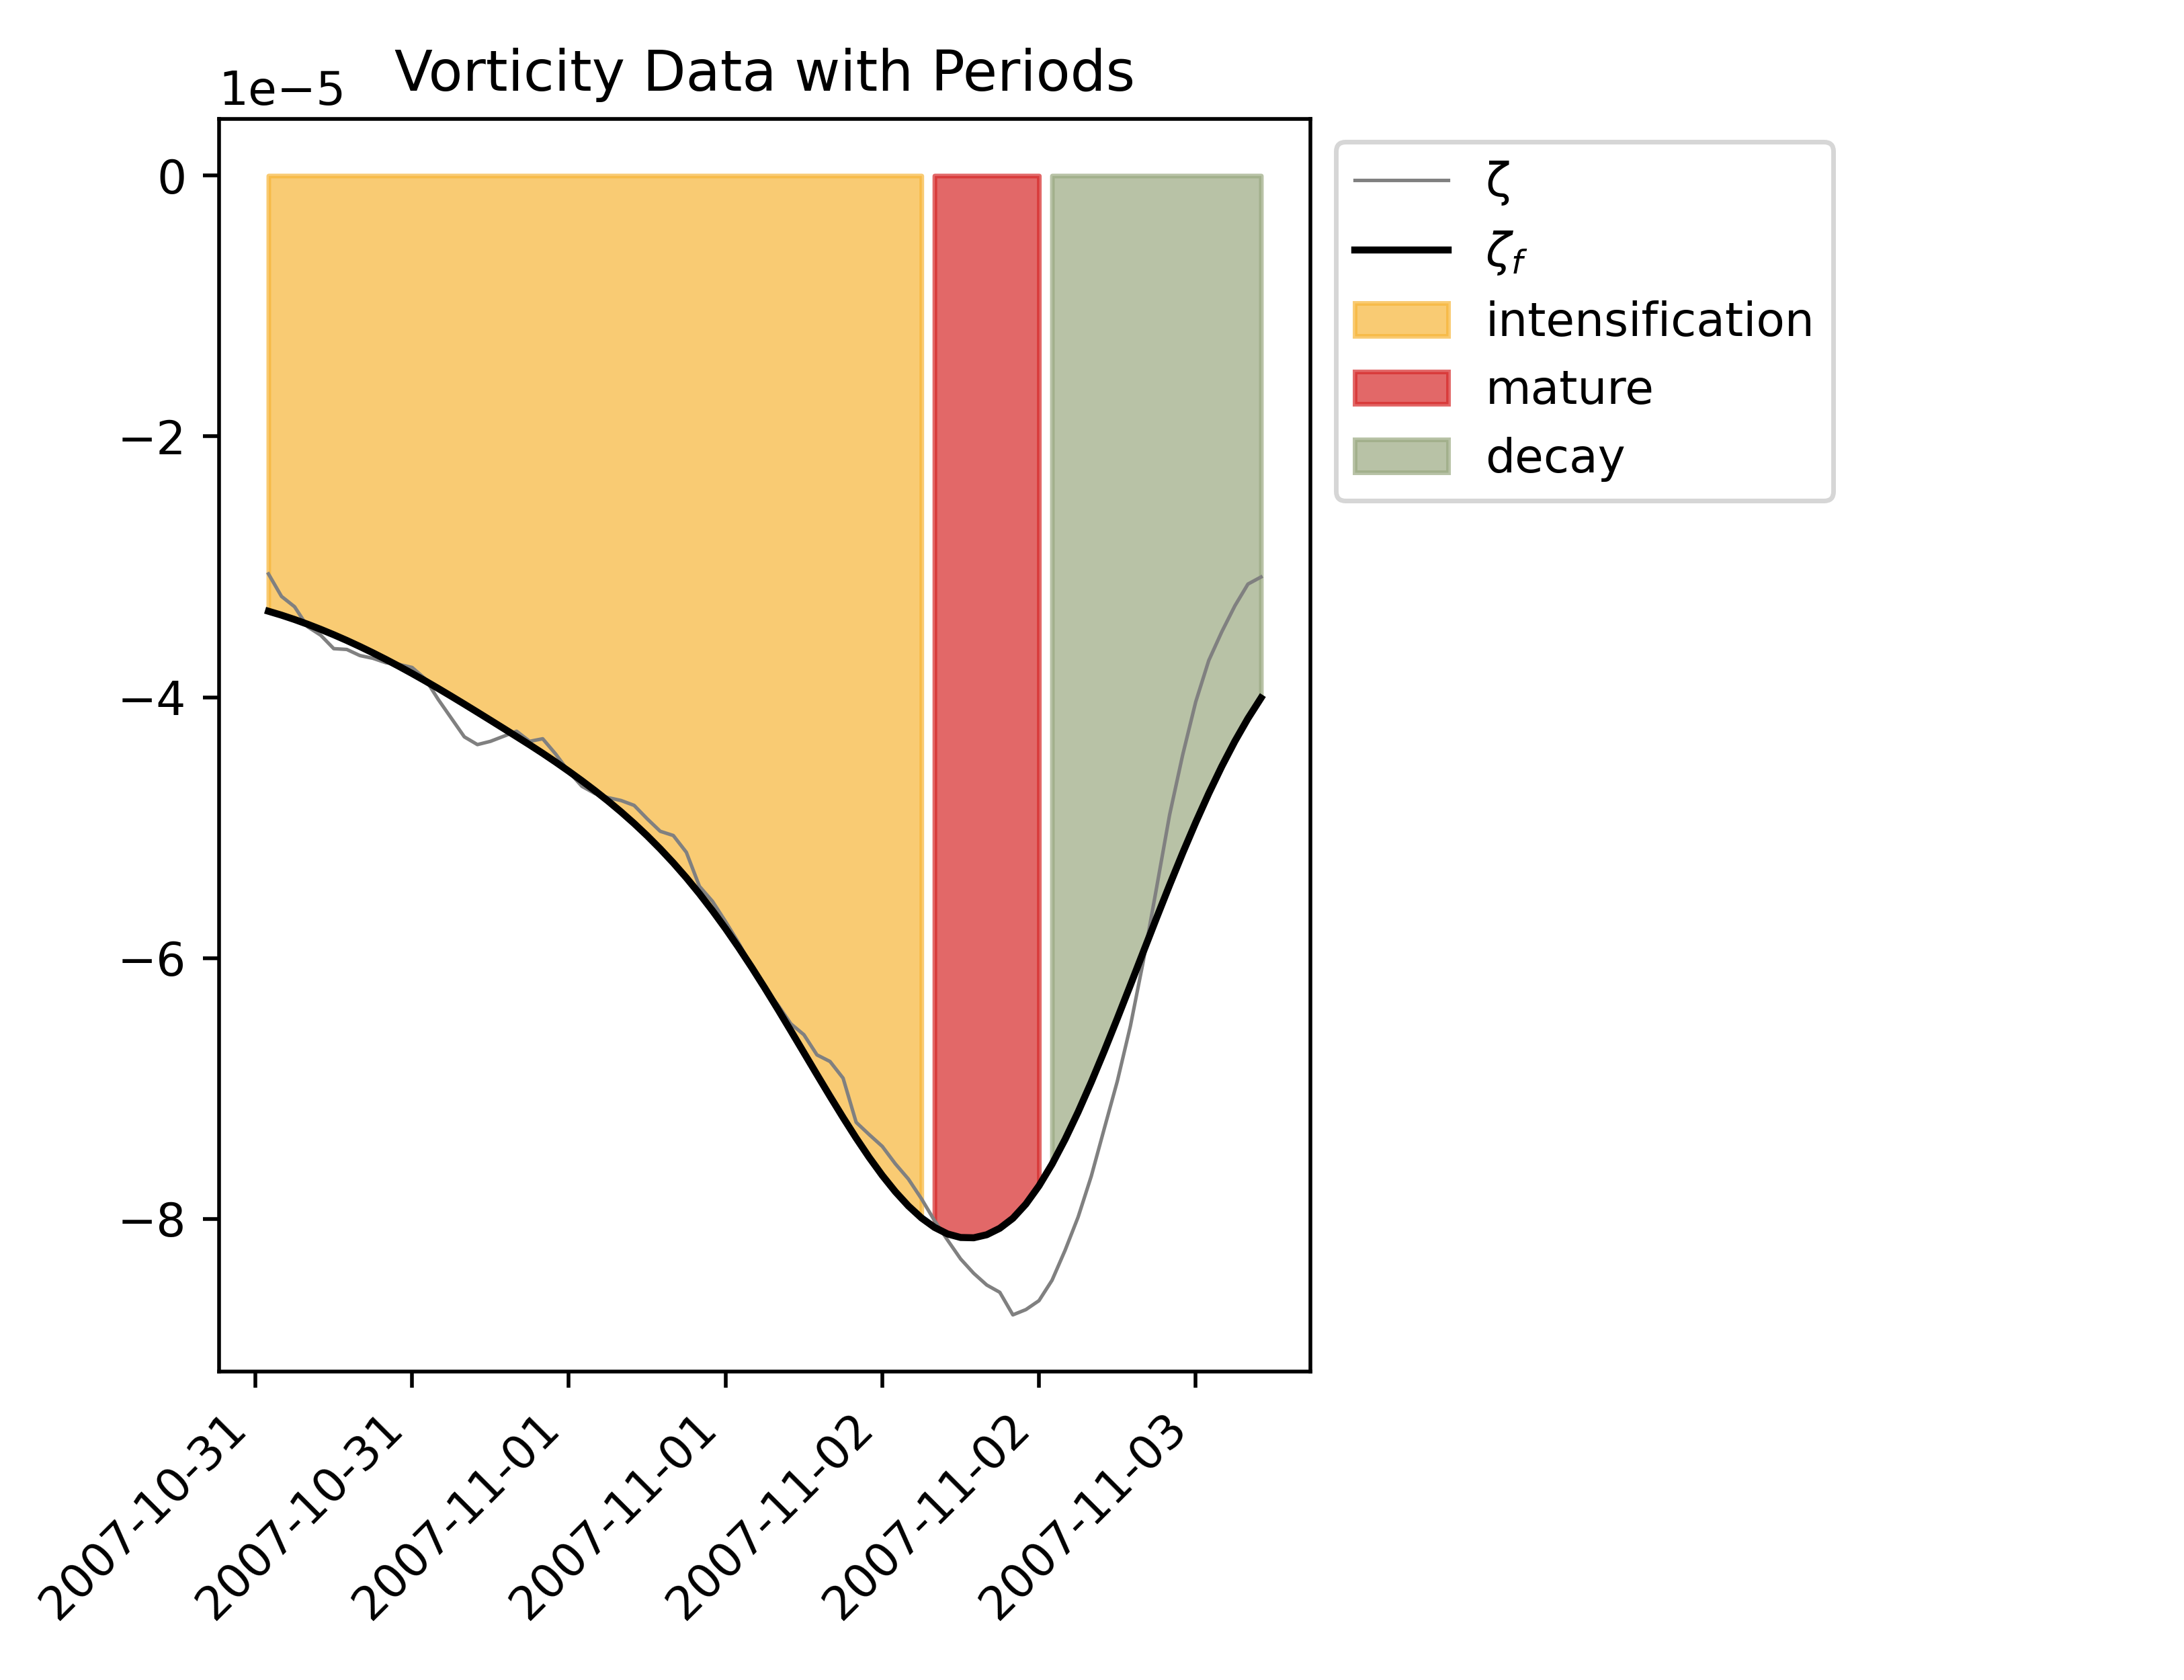 Vorticity Data with Periods
1e−5
0
−2
−4
−6
−8
2007-10-31
2007-10-31
2007-11-01
2007-11-01
2007-11-02
2007-11-02
2007-11-03
ζ
ζf
intensification
mature
decay